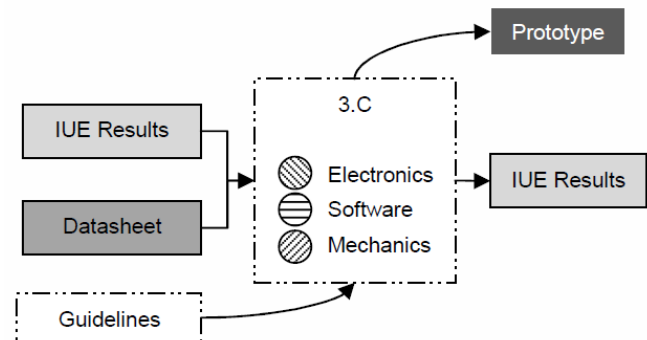 Prototype
3.C
IUE Results
Electronics
IUE Results
Software
Datasheet
Mechanics
Guidelines